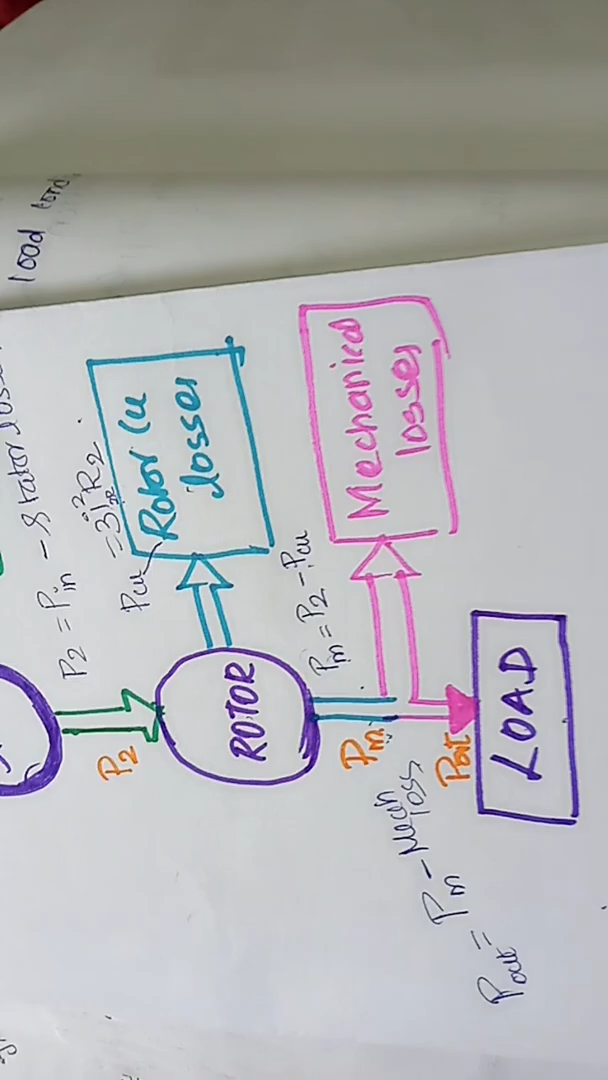 load
P2 = Pin - Stator
Pcu = 3I2²R2
Rotor Cu
losses
P2
ROTOR
Pm = P2 - Pcu
Mechanical
losses
Pm
Pout
LOAD
Pout = Pm - Mech
loss